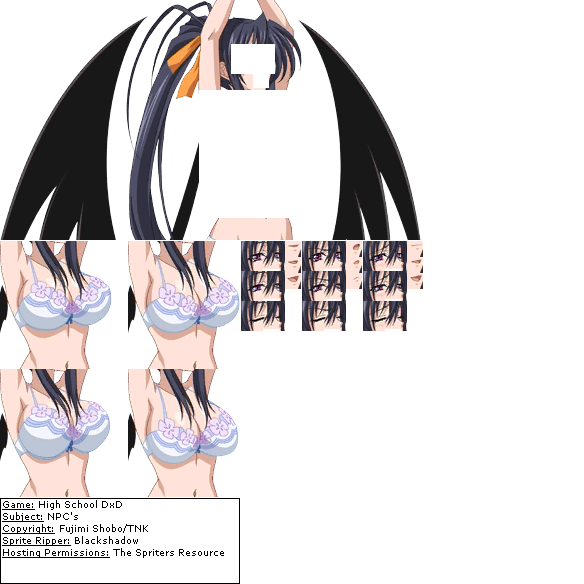 Game: High School DxD
Subject: NPC's
Copyright: Fujimi Shobo/TNK
Sprite Ripper: Blackshadow
Hosting Permissions: The Spriters Resource